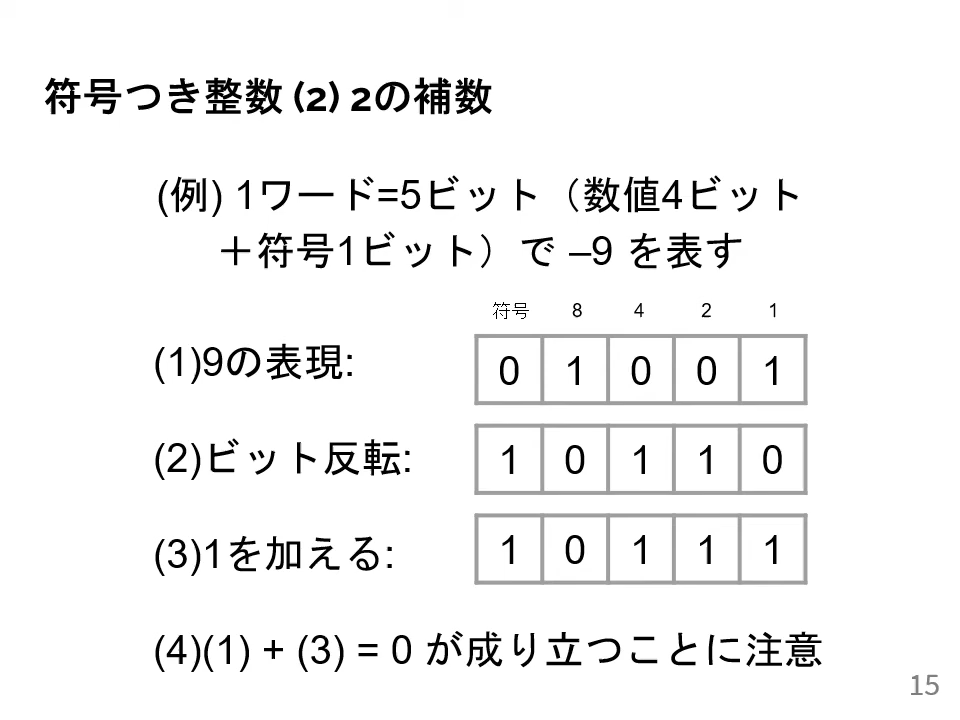 符号つき整数 (2) 2の補数
(例) 1ワード=5ビット（数値4ビット
＋符号1ビット）で –9 を表す
符号 8 4 2 1
(1)9の表現: 0 1 0 0 1
(2)ビット反転: 1 0 1 1 0
(3)1を加える: 1 0 1 1 1
(4)(1) + (3) = 0 が成り立つことに注意
15